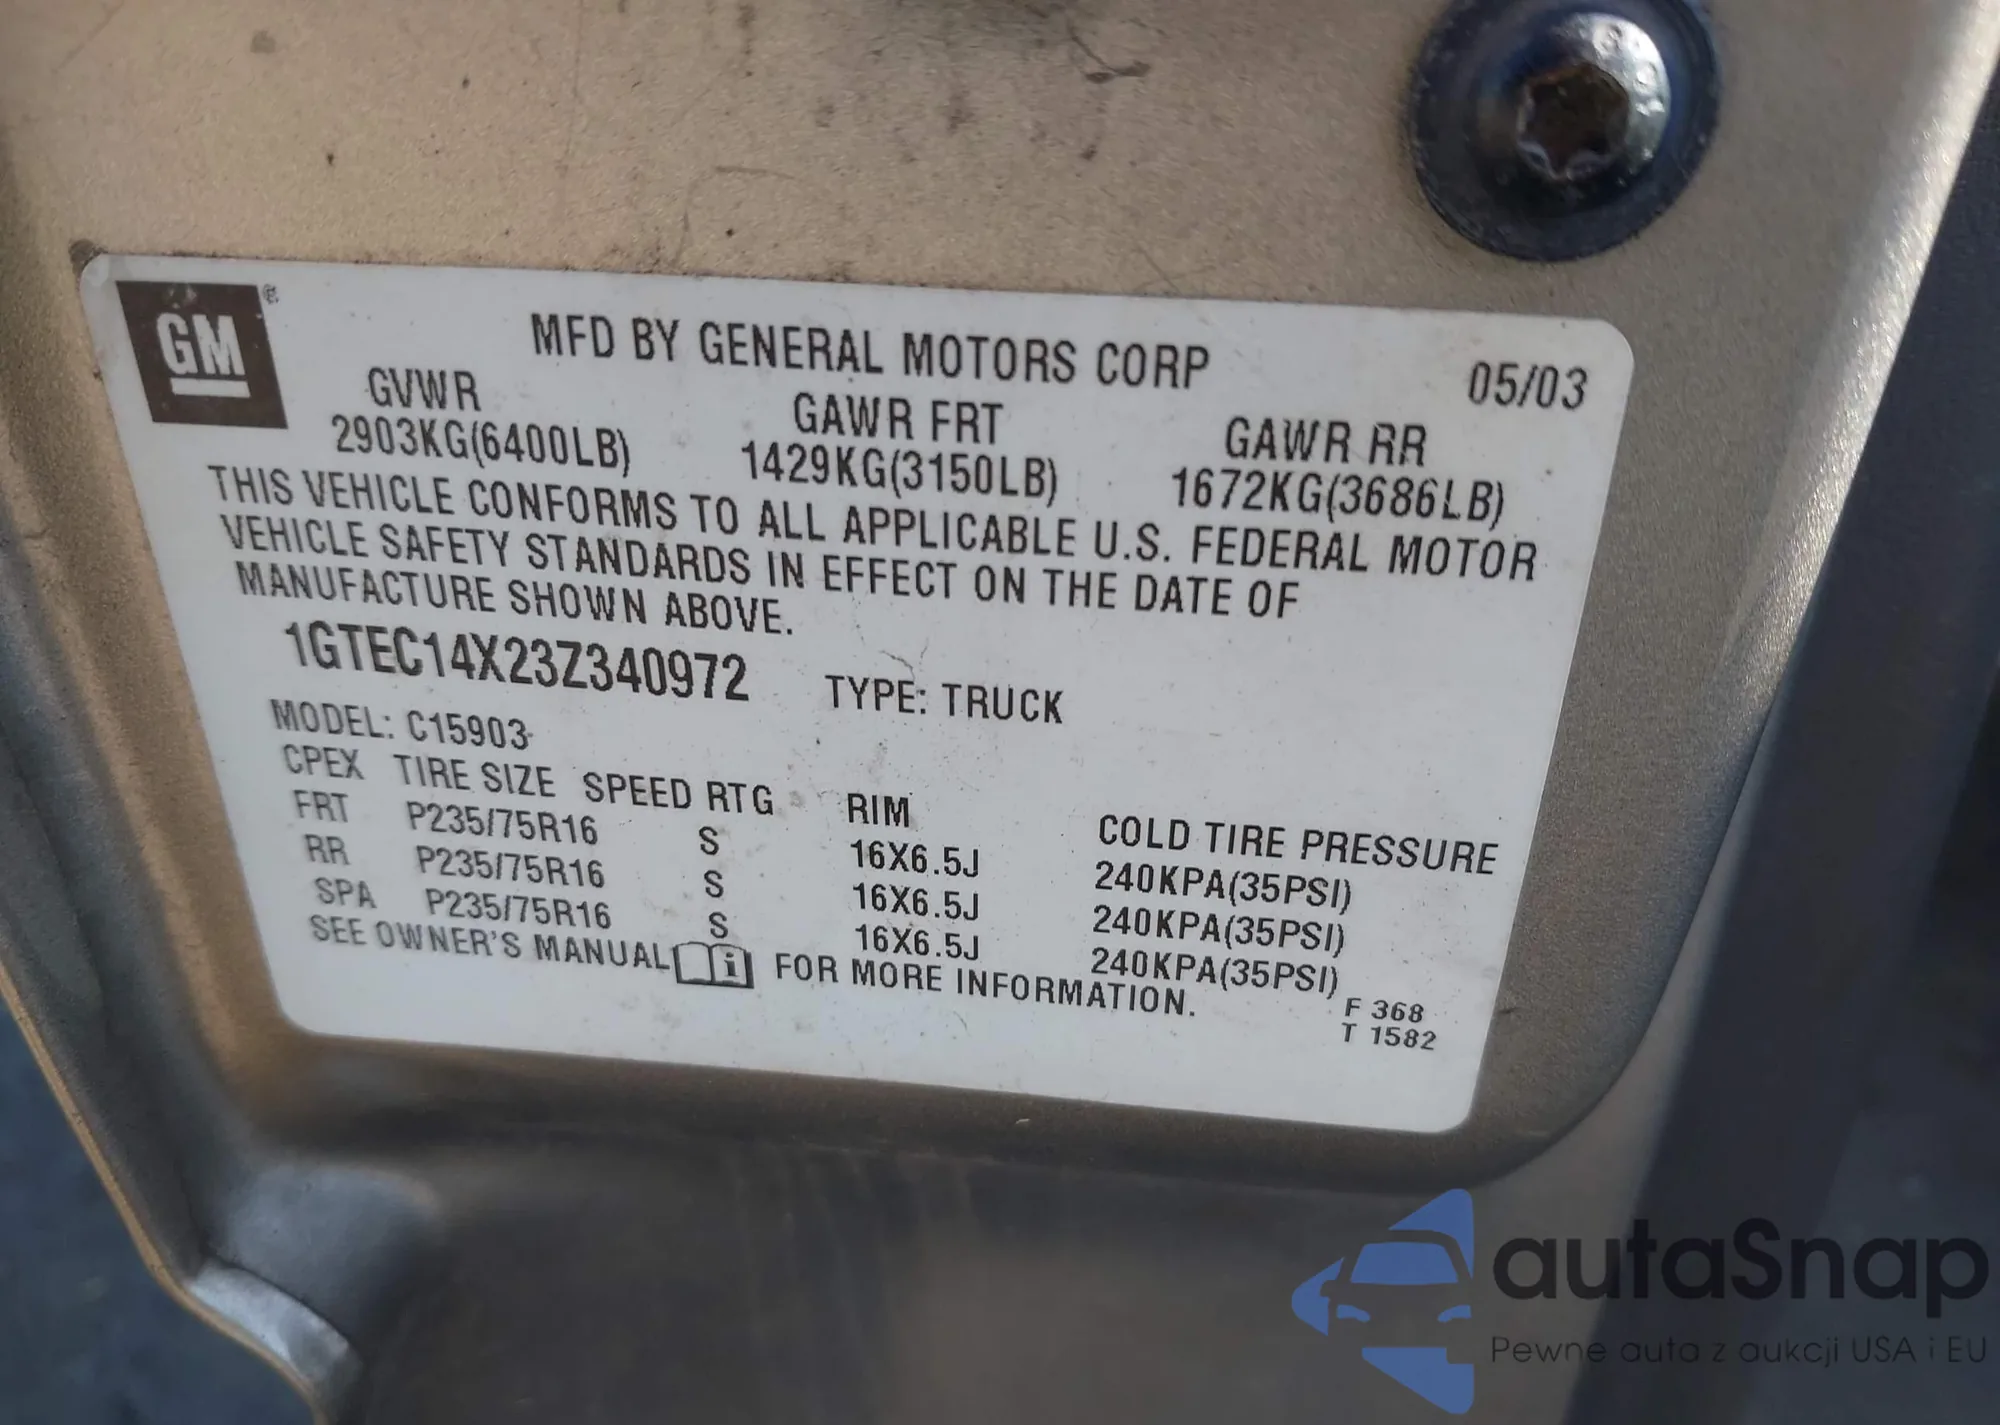 GM
MFD BY GENERAL MOTORS CORP 05/03
GVWR GAWR FRT GAWR RR
2903KG(6400LB) 1429KG(3150LB) 1672KG(3686LB)
THIS VEHICLE CONFORMS TO ALL APPLICABLE U.S. FEDERAL MOTOR
VEHICLE SAFETY STANDARDS IN EFFECT ON THE DATE OF
MANUFACTURE SHOWN ABOVE.
1GTEC14X23Z340972 TYPE: TRUCK
MODEL: C15903
CPEX TIRE SIZE SPEED RTG RIM COLD TIRE PRESSURE
FRT P235/75R16 S 16X6.5J 240KPA(35PSI)
RR P235/75R16 S 16X6.5J 240KPA(35PSI)
SPA P235/75R16 S 16X6.5J 240KPA(35PSI)
SEE OWNER'S MANUAL i FOR MORE INFORMATION.
F 368
T 1582
autaSnap
Pewne auta z aukcji USA i EU